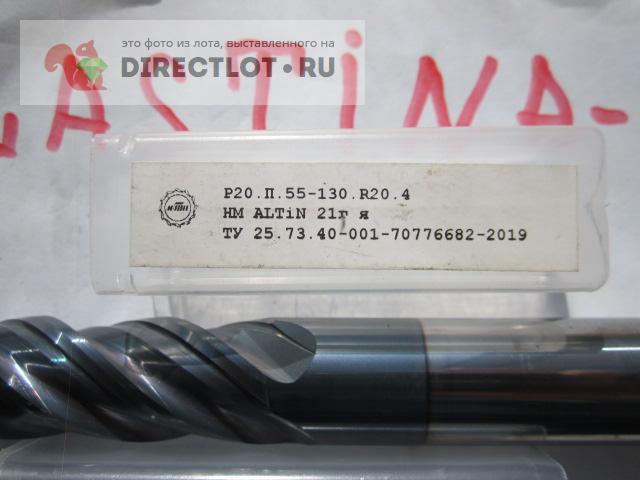 это фото из лота, выставленного на
DIRECTLOT.RU
LASTINA-
P20.П.55-130.R20.4
HM ALTiN 21г я
ТУ 25.73.40-001-70776682-2019